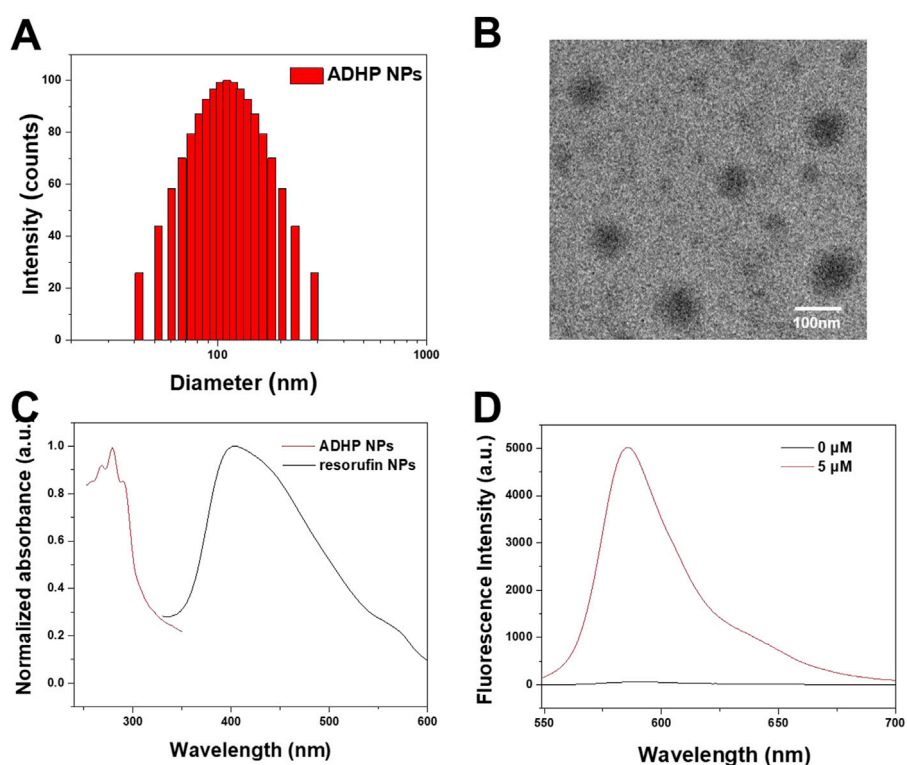 A
ADHP NPs
100
80
60
40
20
0
Intensity (counts)
100
1000
Diameter (nm)
B
100nm
C
ADHP NPs
resorufin NPs
1.0
0.8
0.6
0.4
0.2
0.0
Normalized absorbance (a.u.)
300
400
500
600
Wavelength (nm)
D
0 µM
5 µM
5000
4000
3000
2000
1000
0
Fluorescence Intensity (a.u.)
550
600
650
700
Wavelength (nm)